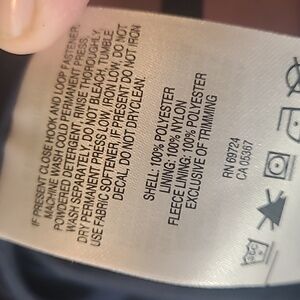 IF PRESENT CLOSE HOOK AND LOOP FASTENER,
MACHINE WASH COLD PERMANENT PRESS,
POWDERED DETERGENT, RINSE THOROUGHLY,
WASH SEPARATELY, DO NOT BLEACH, TUMBLE
DRY PERMANENT PRESS LOW, IRON LOW, DO NOT
USE FABRIC SOFTENER, IF PRESENT DO NOT IRON
DECAL, DO NOT DRYCLEAN.
SHELL: 100% POLYESTER
LINING: 100% NYLON
FLEECE LINING: 100% POLYESTER
EXCLUSIVE OF TRIMMING
RN 69724
CA 05367